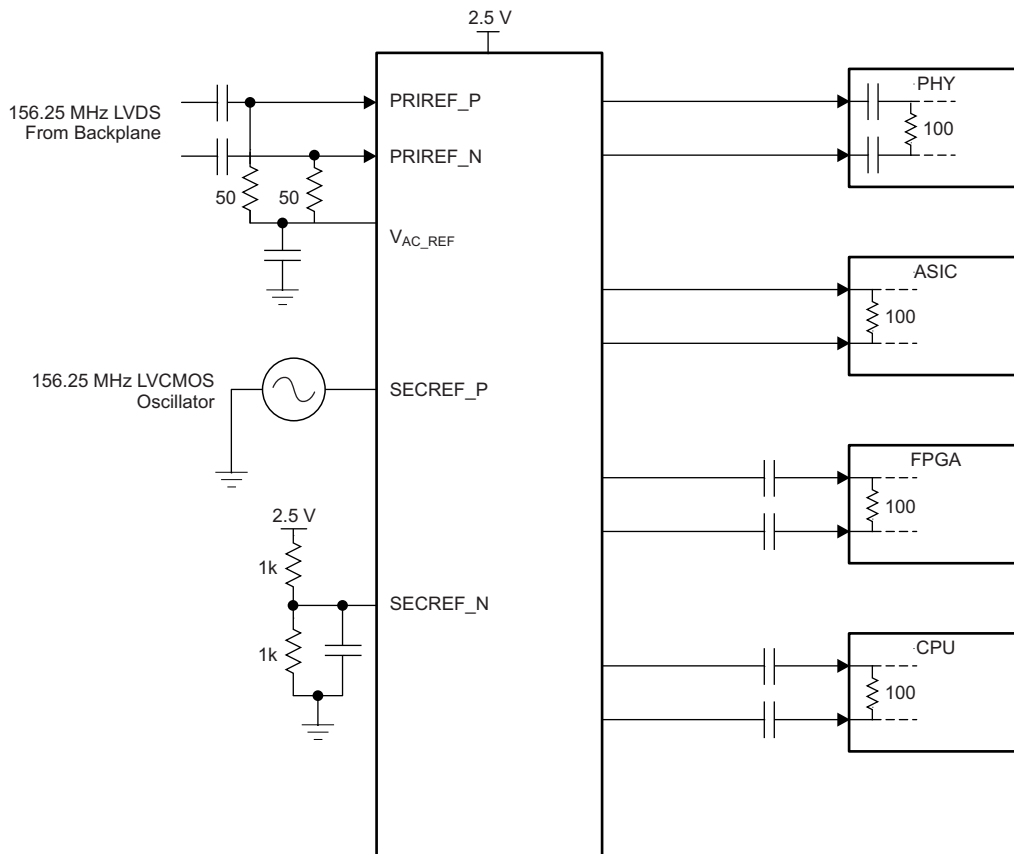 2.5 V
156.25 MHz LVDS
From Backplane
PRIREF_P
PRIREF_N
50
50
VAC_REF
156.25 MHz LVCMOS
Oscillator
SECREF_P
2.5 V
1k
SECREF_N
1k
PHY
100
ASIC
100
FPGA
100
CPU
100